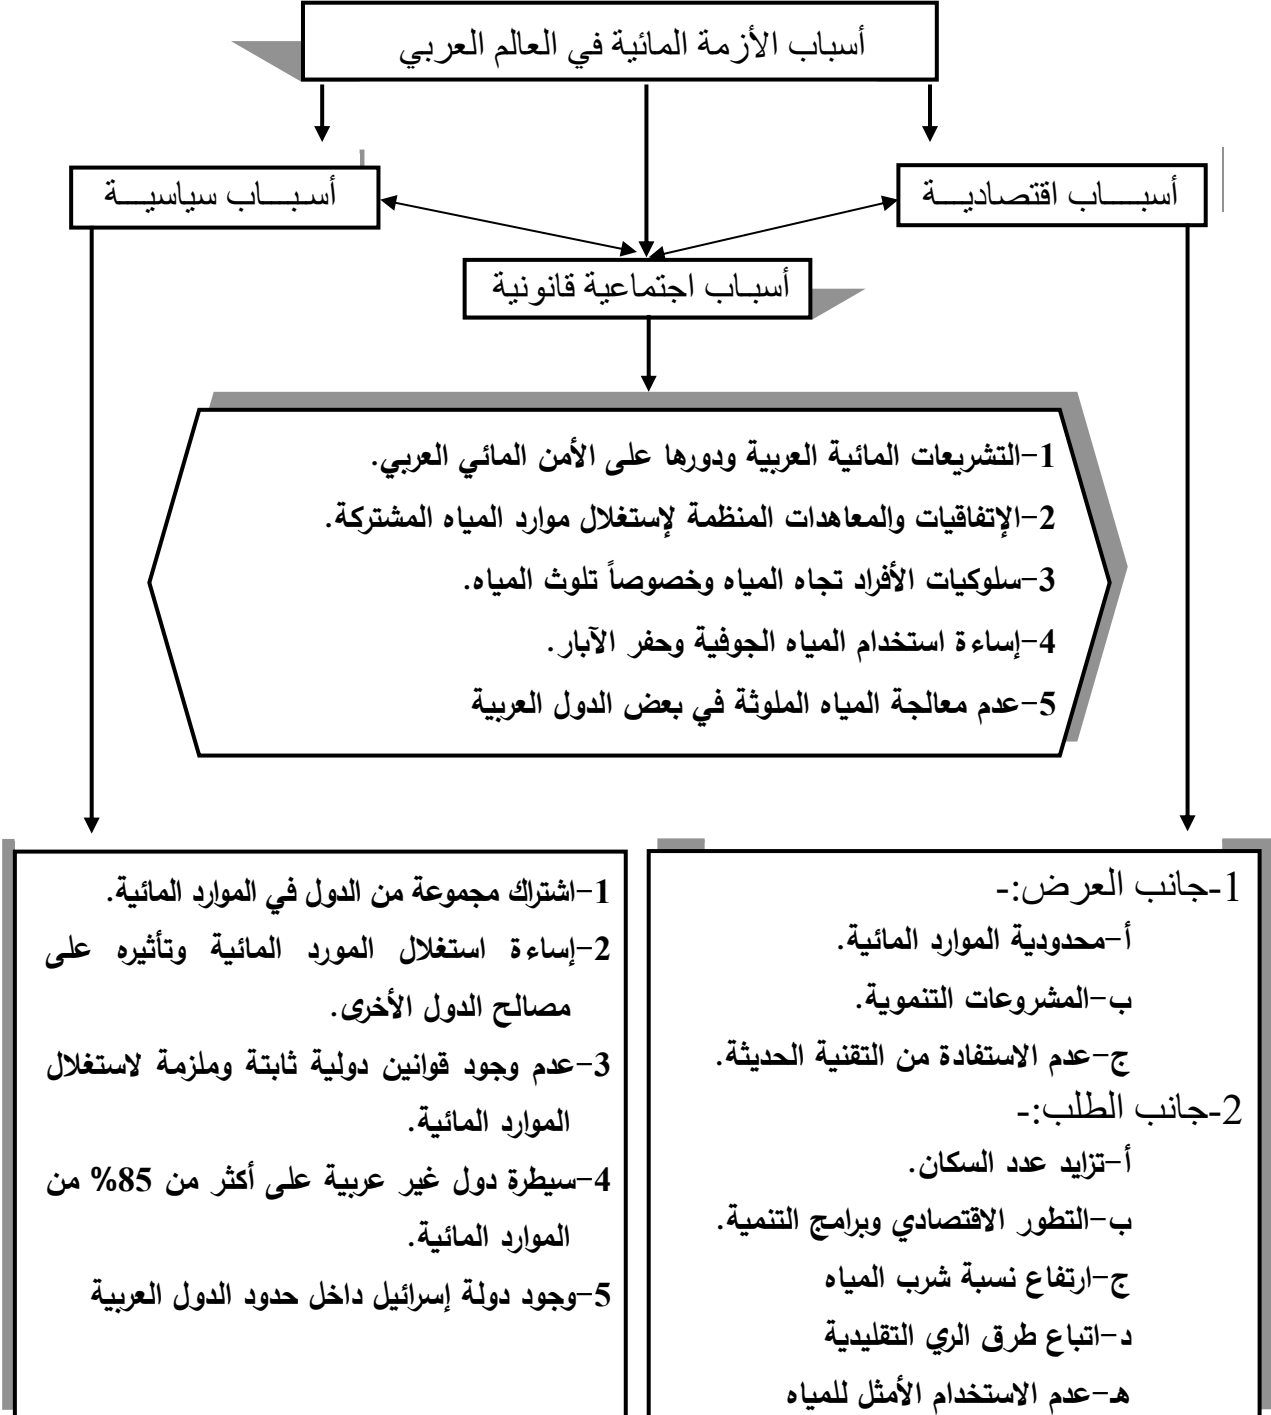 أسباب الأزمة المائية في العالم العربي
أسبـــــاب اقتصاديـــة
أسـبـــاب سياسيـــة
أسبـاب اجتماعية قانونية
1-التشريعات المائية العربية ودورها على الأمن المائي العربي.
2-الإتفاقيات والمعاهدات المنظمة لإستغلال موارد المياه المشتركة.
3-سلوكيات الأفراد تجاه المياه وخصوصاً تلوث المياه.
4-إساءة استخدام المياه الجوفية وحفر الآبار.
5-عدم معالجة المياه الملوثة في بعض الدول العربية
1-جانب العرض:-
أ-محدودية الموارد المائية.
ب-المشروعات التنموية.
ج-عدم الاستفادة من التقنية الحديثة.
2-جانب الطلب:-
أ-تزايد عدد السكان.
ب-التطور الاقتصادي وبرامج التنمية.
ج-ارتفاع نسبة شرب المياه
د-اتباع طرق الري التقليدية
هـ-عدم الاستخدام الأمثل للمياه
1-اشتراك مجموعة من الدول في الموارد المائية.
2-إساءة استغلال المورد المائية وتأثيره على
مصالح الدول الأخرى.
3-عدم وجود قوانين دولية ثابتة وملزمة لاستغلال
الموارد المائية.
4-سيطرة دول غير عربية على أكثر من 85% من
الموارد المائية.
5-وجود دولة إسرائيل داخل حدود الدول العربية